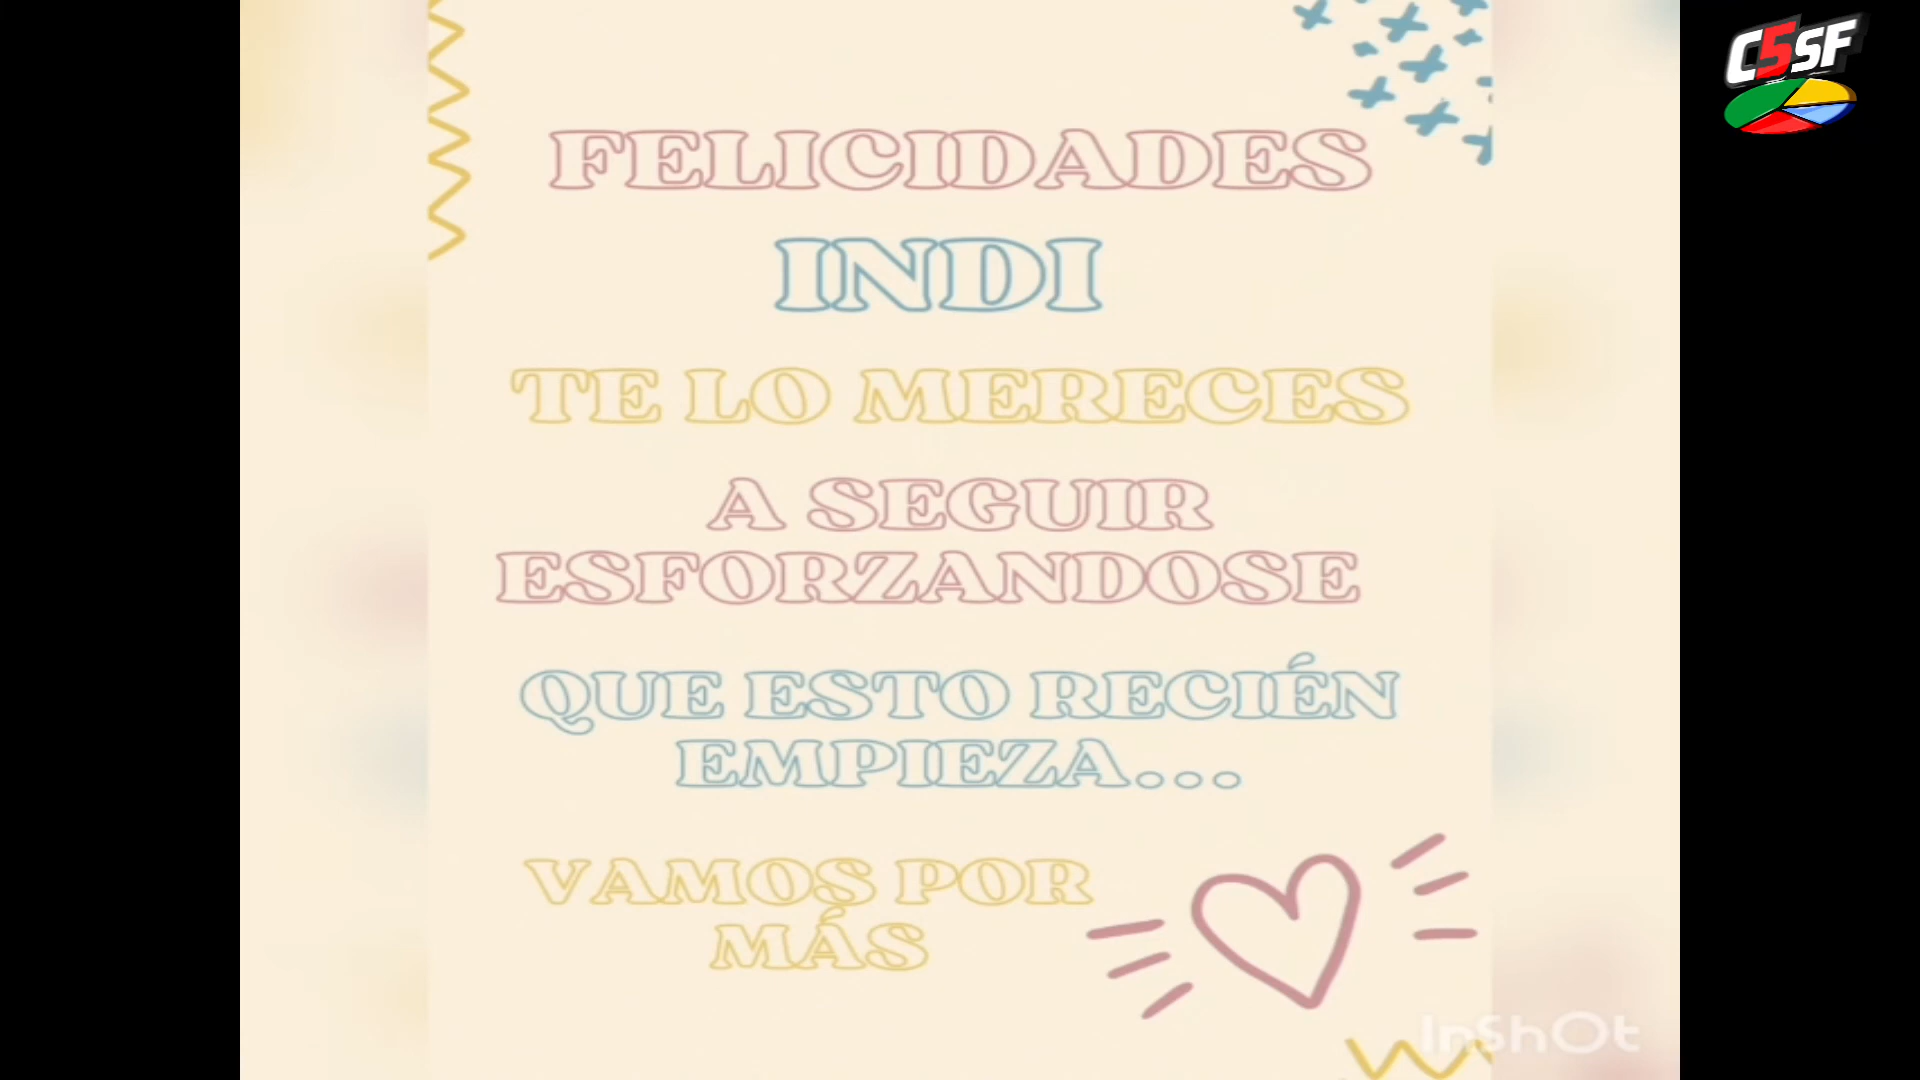 C5SF
FELICIDADES
INDI
TE LO MERECES
A SEGUIR
ESFORZANDOSE
QUE ESTO RECIÉN
EMPIEZA...
VAMOS POR
MÁS
InShOt